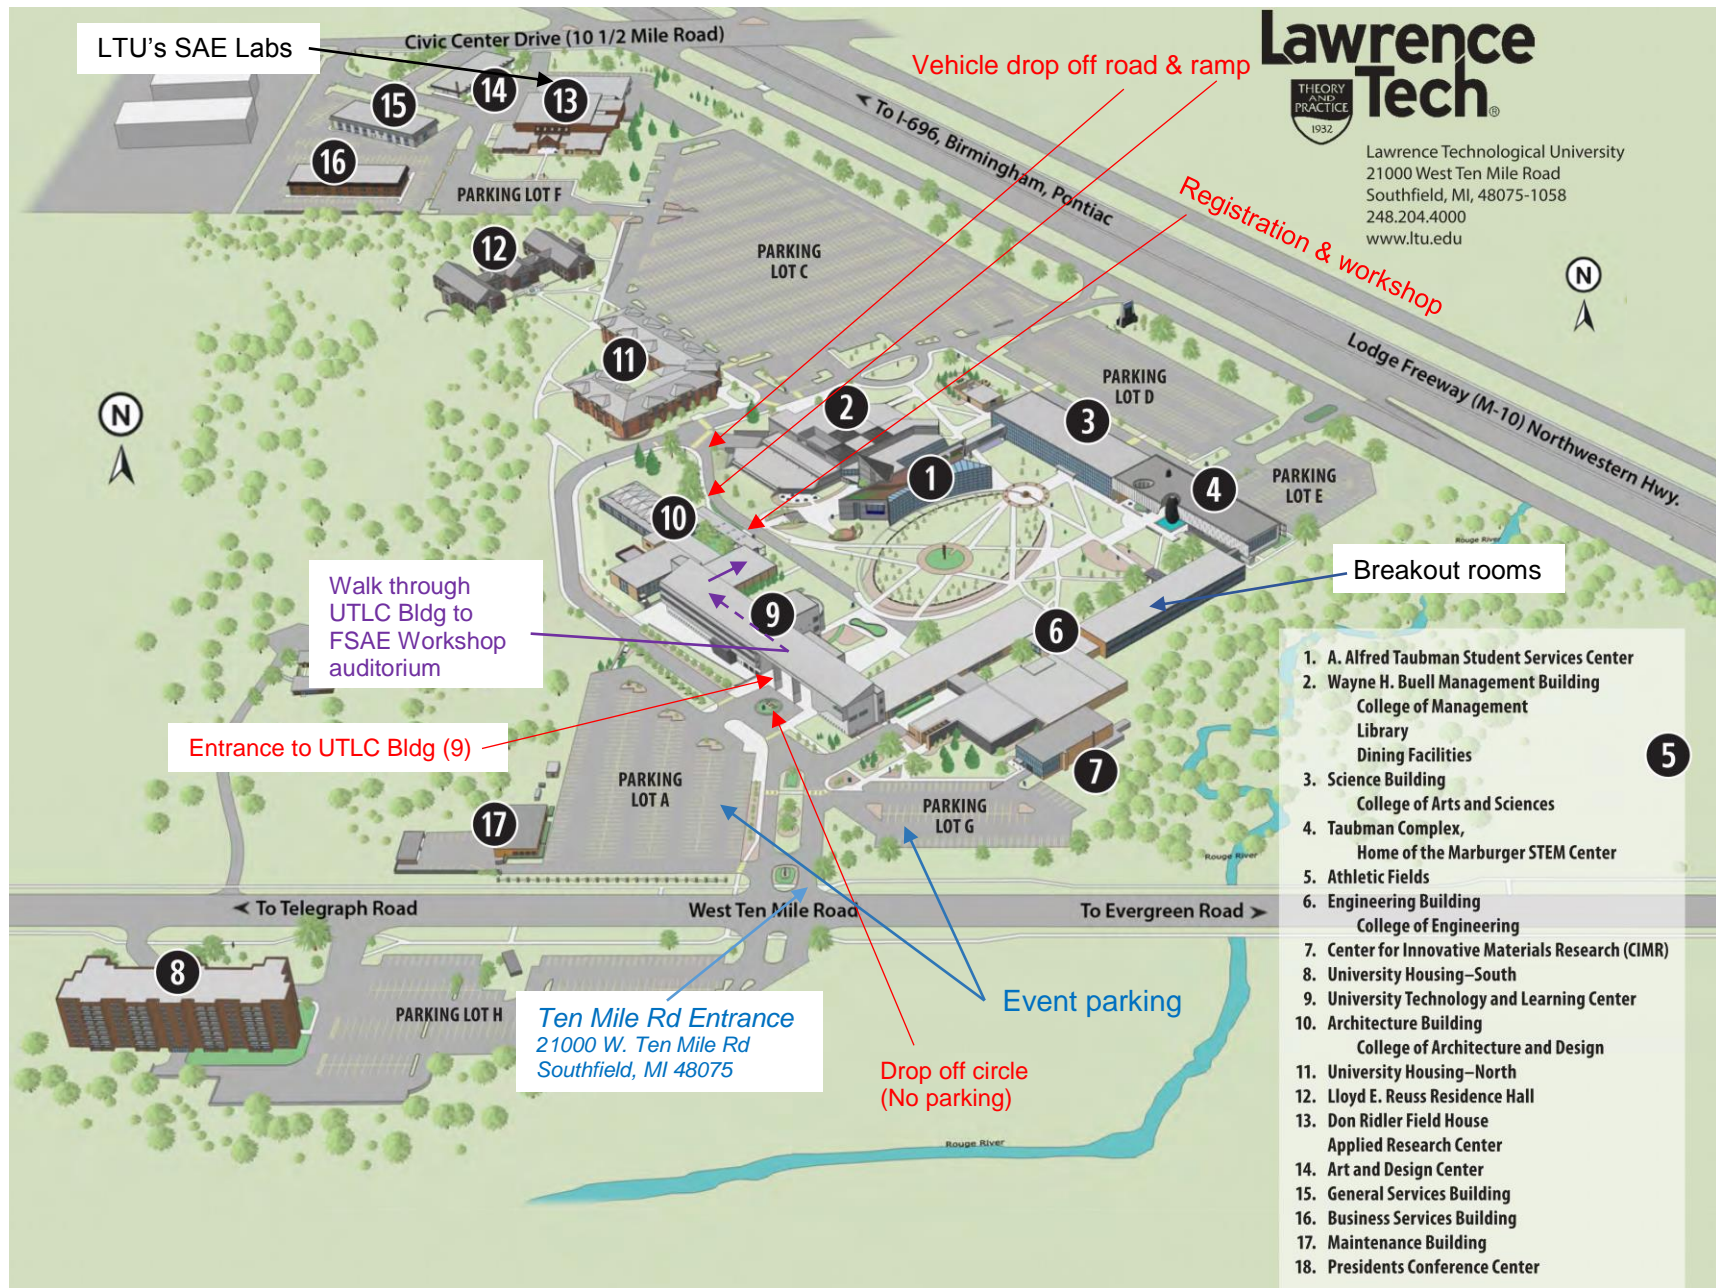 LTU's SAE Labs
Civic Center Drive (10 1/2 Mile Road)
Vehicle drop off road & ramp
Lawrence
Tech®
THEORY
AND
PRACTICE
1932
Lawrence Technological University
21000 West Ten Mile Road
Southfield, MI, 48075-1058
248.204.4000
www.ltu.edu
To I-696, Birmingham, Pontiac
Registration & workshop
Lodge Freeway (M-10) Northwestern Hwy.
N
N
14
13
15
16
PARKING LOT F
12
PARKING
LOT C
11
PARKING
LOT D
2
3
1
4
PARKING
LOT E
10
Rouge River
Breakout rooms
Walk through
UTLC Bldg to
FSAE Workshop
auditorium
9
6
Entrance to UTLC Bldg (9)
PARKING
LOT A
7
PARKING
LOT G
17
Rouge River
To Telegraph Road
West Ten Mile Road
To Evergreen Road
8
PARKING LOT H
Ten Mile Rd Entrance
21000 W. Ten Mile Rd
Southfield, MI 48075
Event parking
Drop off circle
(No parking)
Rouge River
5
1. A. Alfred Taubman Student Services Center
2. Wayne H. Buell Management Building
College of Management
Library
Dining Facilities
3. Science Building
College of Arts and Sciences
4. Taubman Complex,
Home of the Marburger STEM Center
5. Athletic Fields
6. Engineering Building
College of Engineering
7. Center for Innovative Materials Research (CIMR)
8. University Housing–South
9. University Technology and Learning Center
10. Architecture Building
College of Architecture and Design
11. University Housing–North
12. Lloyd E. Reuss Residence Hall
13. Don Ridler Field House
Applied Research Center
14. Art and Design Center
15. General Services Building
16. Business Services Building
17. Maintenance Building
18. Presidents Conference Center